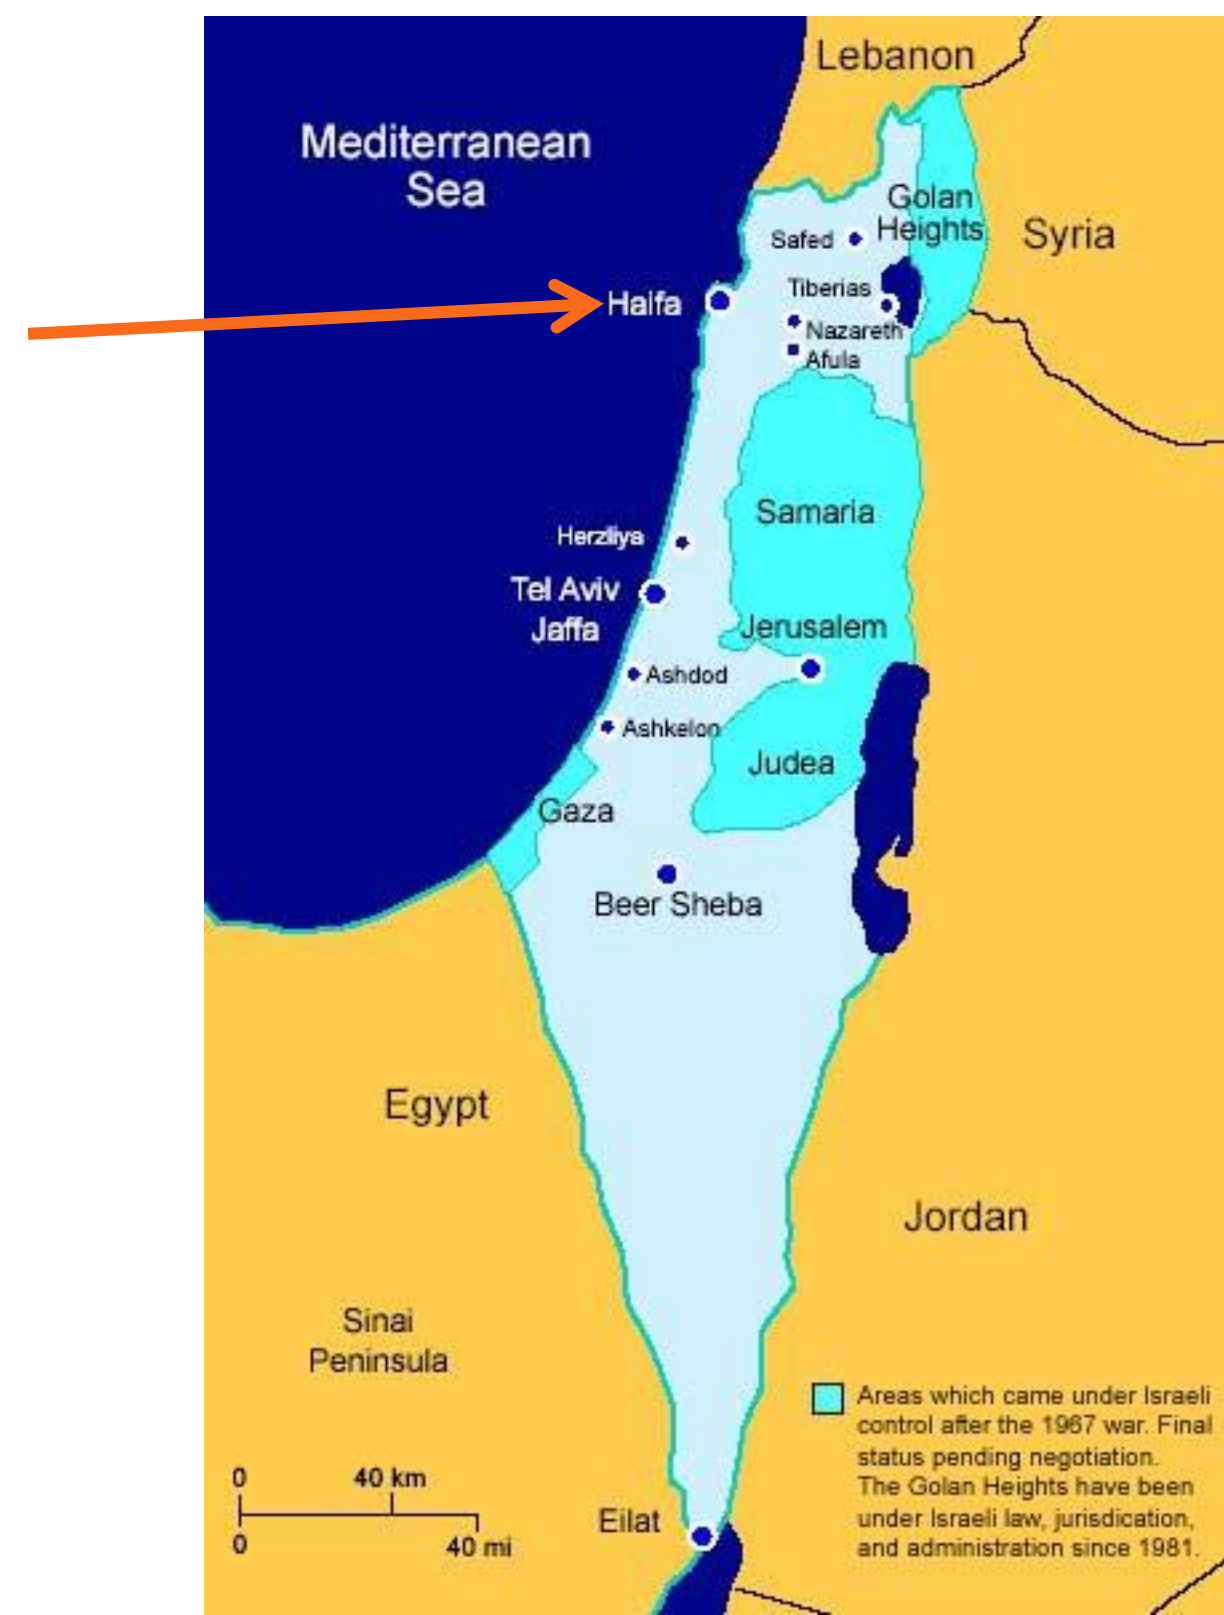 Lebanon
Mediterranean
Sea
Golan
Heights
Syria
Safed
Tiberias
Haifa
Nazareth
Afula
Samaria
Herzliya
Tel Aviv
Jaffa
Jerusalem
Ashdod
Ashkelon
Judea
Gaza
Beer Sheba
Egypt
Jordan
Sinai
Peninsula
Areas which came under Israeli
control after the 1967 war. Final
status pending negotiation.
The Golan Heights have been
under Israeli law, jurisdication,
and administration since 1981.
0 40 km
0 40 mi
Eilat